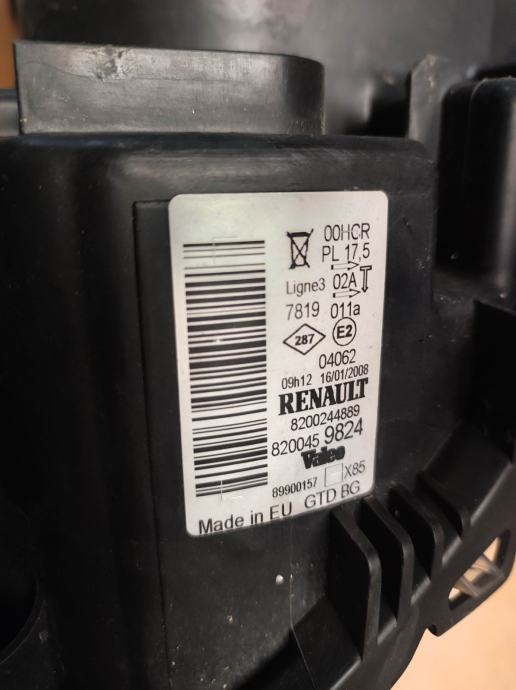 00HCR
PL 17,5
Ligne3 02A
7819 011a
287 E2
04062
09h12 16/01/2008
RENAULT
8200244889
820045 9824
Valeo
89900157 X85
Made in EU GTD BG